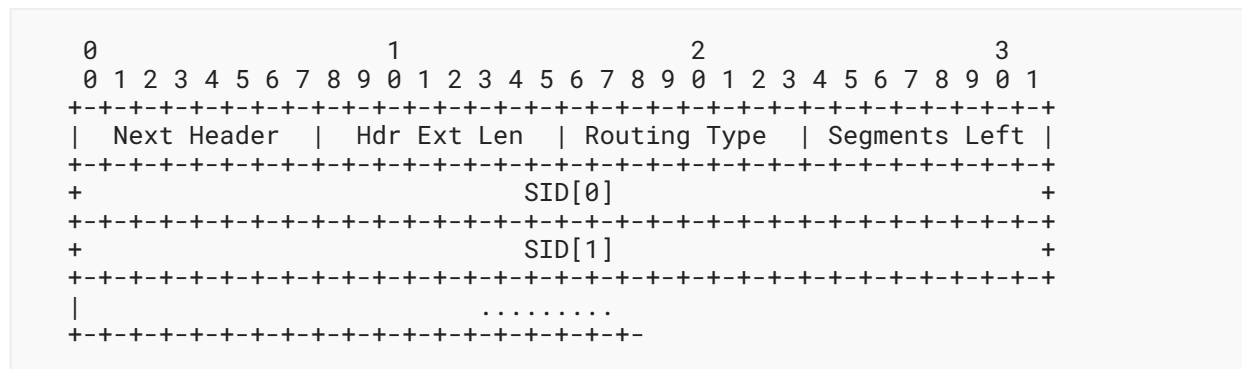 0                   1                   2                   3
 0 1 2 3 4 5 6 7 8 9 0 1 2 3 4 5 6 7 8 9 0 1 2 3 4 5 6 7 8 9 0 1
+-+-+-+-+-+-+-+-+-+-+-+-+-+-+-+-+-+-+-+-+-+-+-+-+-+-+-+-+-+-+-+-+
|  Next Header  |  Hdr Ext Len  | Routing Type  | Segments Left |
+-+-+-+-+-+-+-+-+-+-+-+-+-+-+-+-+-+-+-+-+-+-+-+-+-+-+-+-+-+-+-+-+
+                             SID[0]                            +
+-+-+-+-+-+-+-+-+-+-+-+-+-+-+-+-+-+-+-+-+-+-+-+-+-+-+-+-+-+-+-+-+
+                             SID[1]                            +
+-+-+-+-+-+-+-+-+-+-+-+-+-+-+-+-+-+-+-+-+-+-+-+-+-+-+-+-+-+-+-+-+
|                          .........
+-+-+-+-+-+-+-+-+-+-+-+-+-+-+-+-+-+-+-